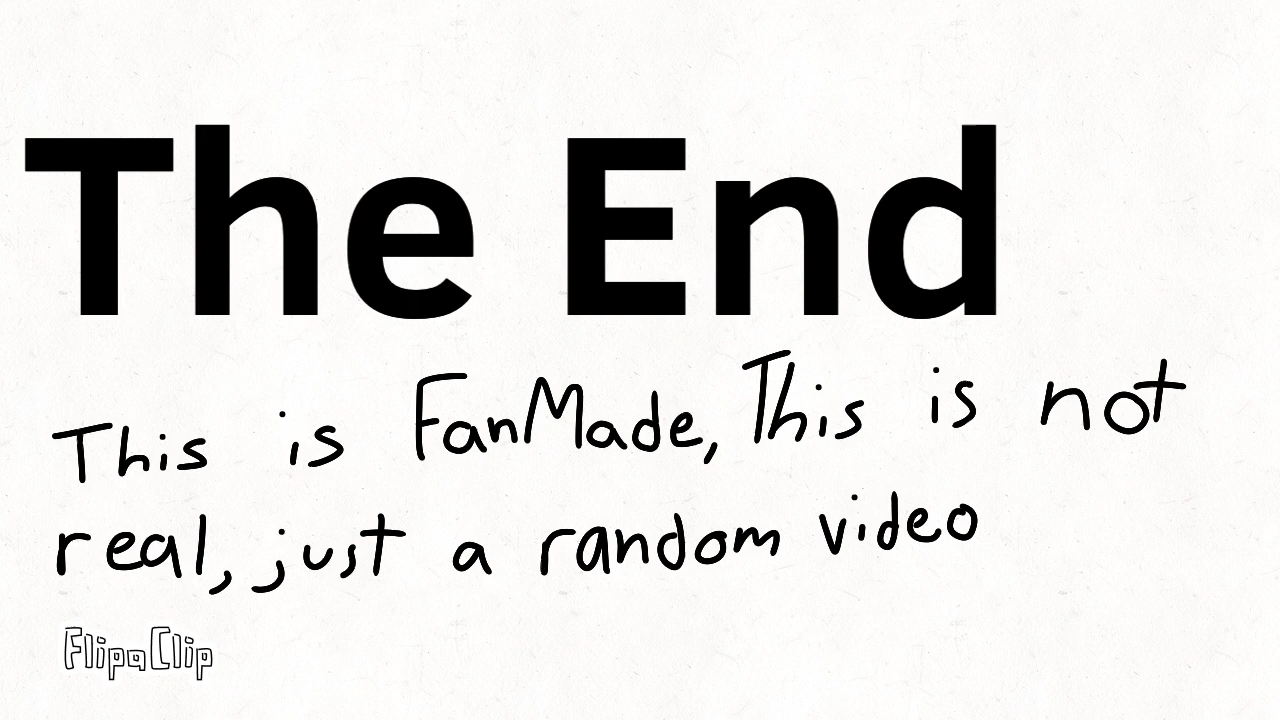 The End
This is FanMade, This is not
real, just a random video
FlipaClip